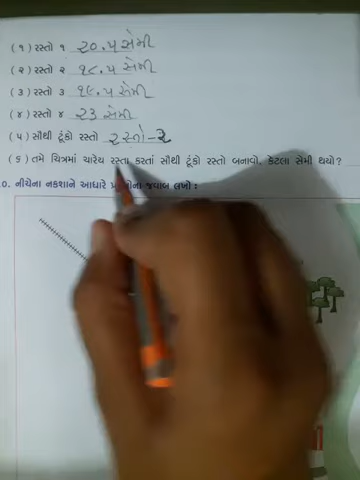 (૧) રસ્તો ૧ ૨૦.૫ સેમી
(૨) રસ્તો ૨ ૧૮.૫ સેમી
(૩) રસ્તો ૩ ૧૯.૫ સેમી
(૪) રસ્તો ૪ ૨૩ સેમી
(૫) સૌથી ટૂંકો રસ્તો રસ્તો-૨
(૬) તમે ચિત્રમાં ચારેય રસ્તા કરતાં સૌથી ટૂંકો રસ્તો બનાવો. કેટલા સેમી થયો?
૦. નીચેના નકશાને આધારે જવાબ લખો :